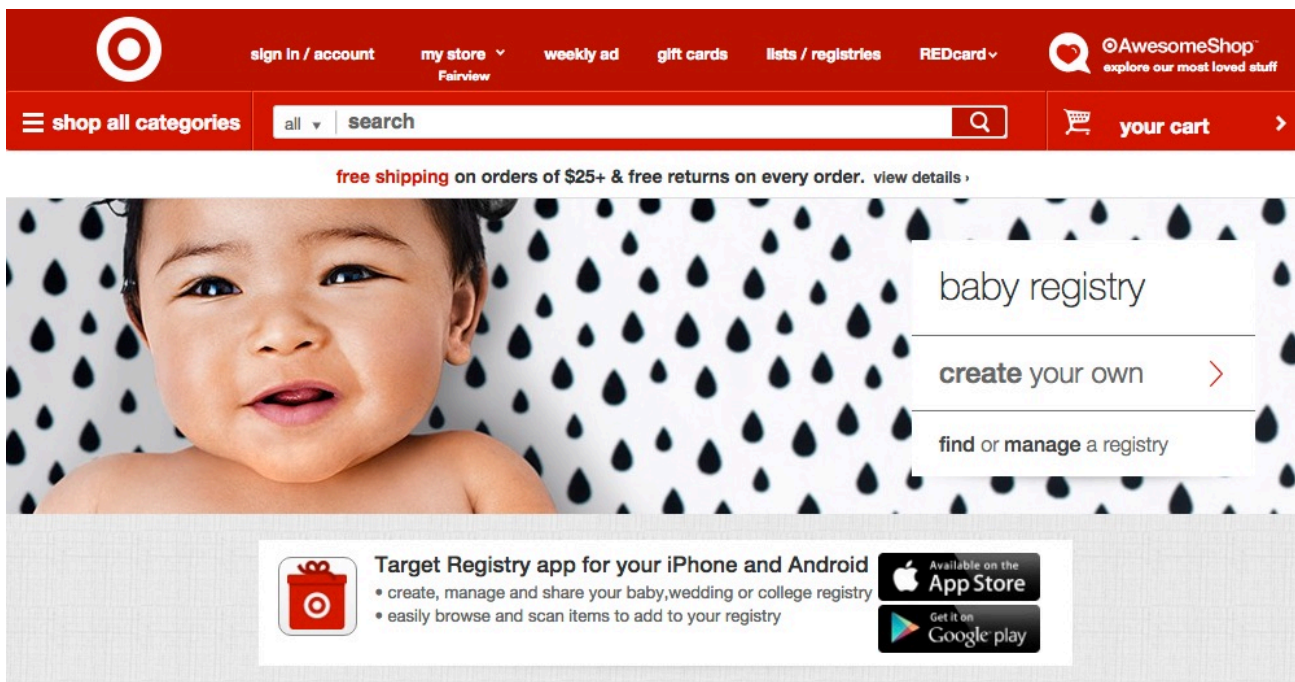 sign in / account
my store
Fairview
weekly ad
gift cards
lists / registries
REDcard
AwesomeShop™
explore our most loved stuff
shop all categories
all
search
your cart
free shipping on orders of $25+ & free returns on every order. view details ›
baby registry
create your own
find or manage a registry
Target Registry app for your iPhone and Android
• create, manage and share your baby,wedding or college registry
• easily browse and scan items to add to your registry
Available on the
App Store
Get it on
Google play